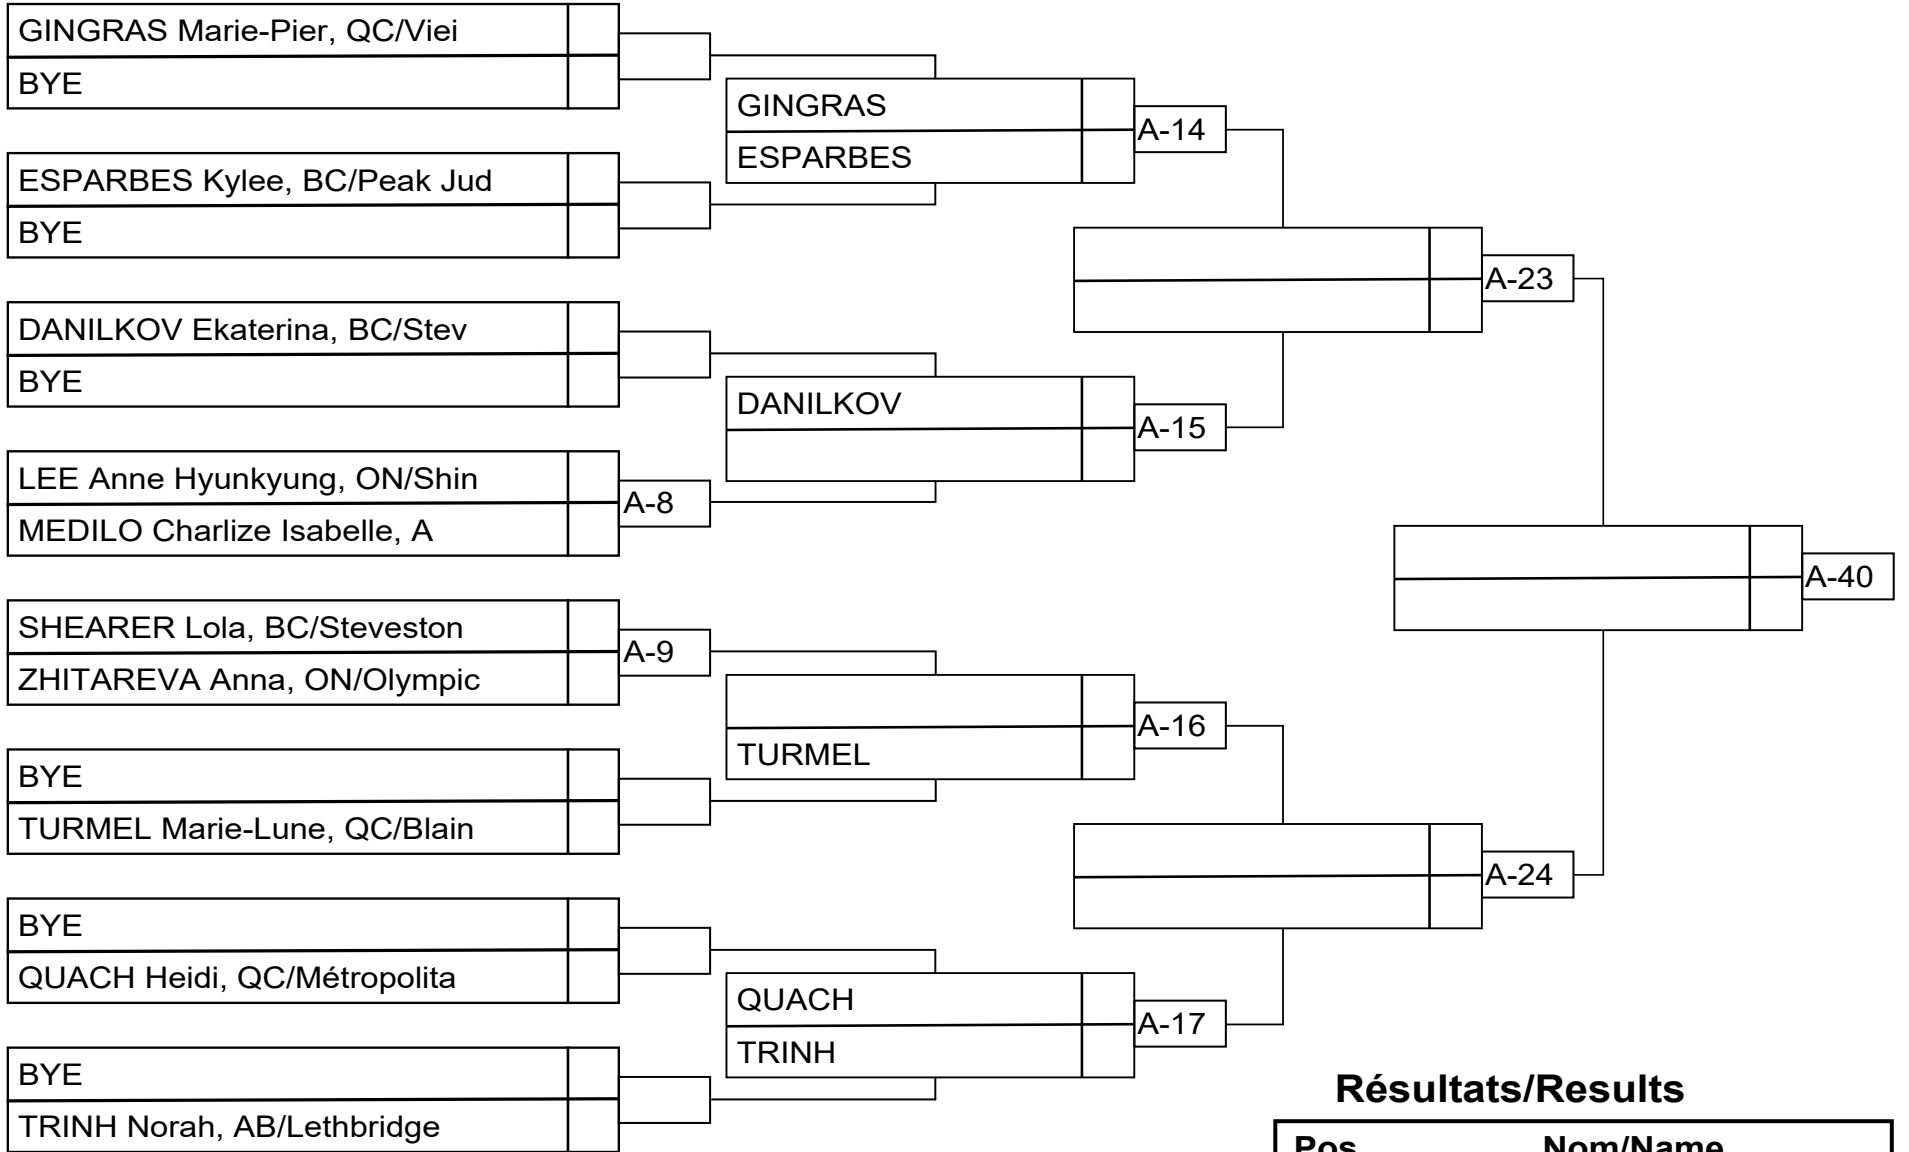 GINGRAS Marie-Pier, QC/Viei
BYE
ESPARBES Kylee, BC/Peak Jud
BYE
DANILKOV Ekaterina, BC/Stev
BYE
LEE Anne Hyunkyung, ON/Shin
MEDILO Charlize Isabelle, A
A-8
SHEARER Lola, BC/Steveston
ZHITAREVA Anna, ON/Olympic
A-9
BYE
TURMEL Marie-Lune, QC/Blain
BYE
QUACH Heidi, QC/Métropolita
BYE
TRINH Norah, AB/Lethbridge
GINGRAS
ESPARBES
A-14
DANILKOV
A-15
TURMEL
A-16
QUACH
TRINH
A-17
A-23
A-24
A-40
Résultats/Results
Pos Nom/Name